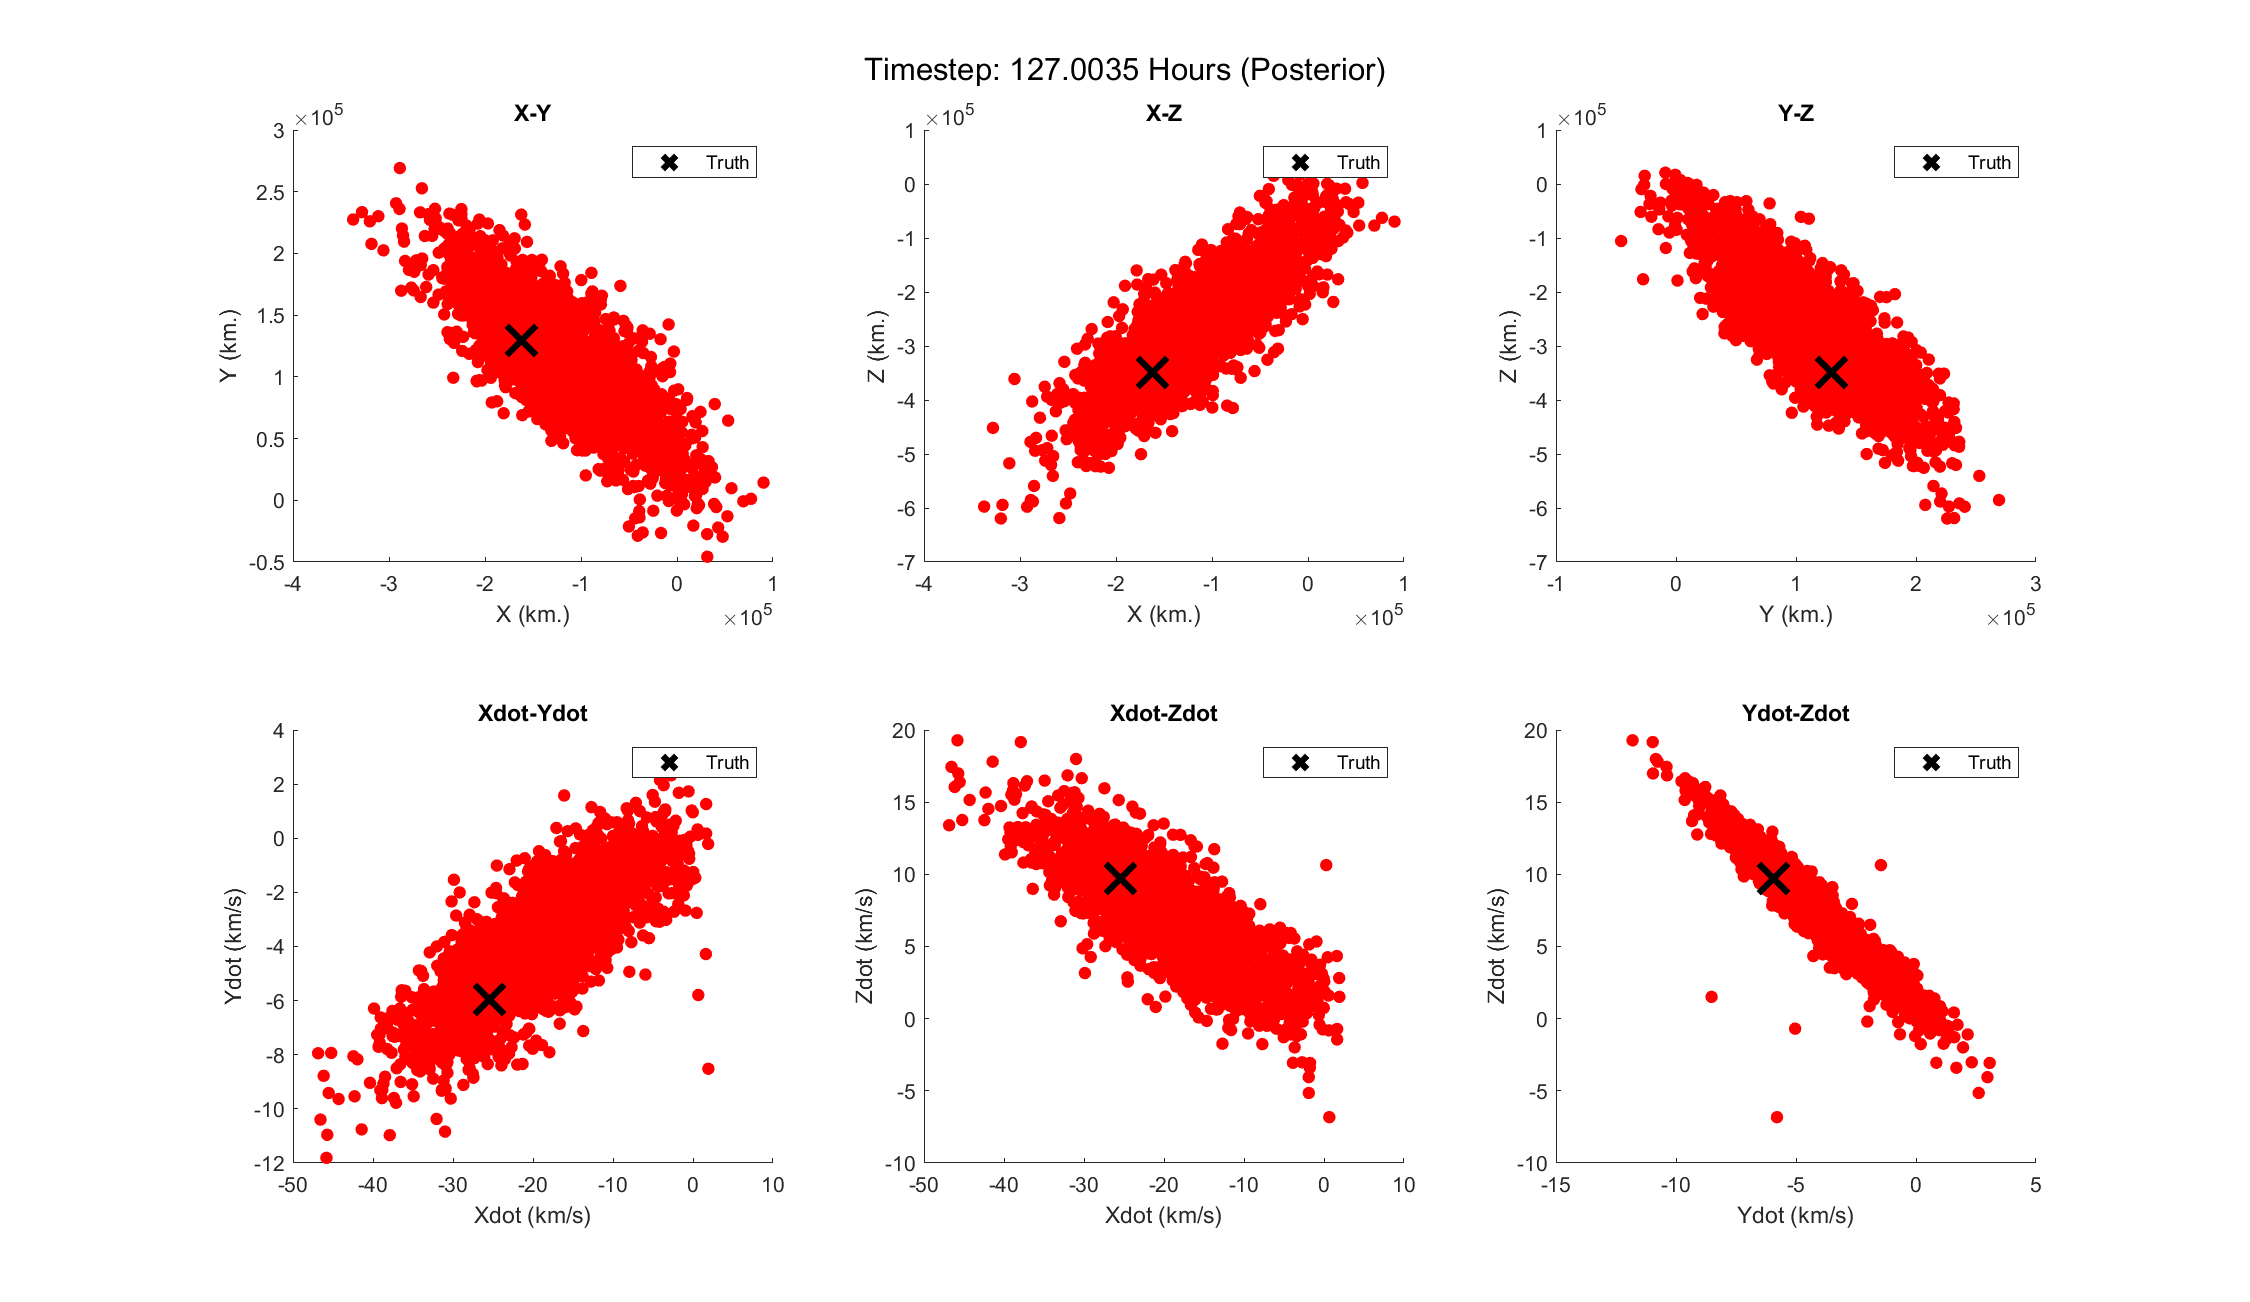 Timestep: 127.0035 Hours (Posterior)
X-Y
×10^5
Truth
3
2.5
2
1.5
1
0.5
0
-0.5
Y (km.)
-4 -3 -2 -1 0 1
X (km.)
×10^5
X-Z
×10^5
Truth
1
0
-1
-2
-3
-4
-5
-6
-7
Z (km.)
-4 -3 -2 -1 0 1
X (km.)
×10^5
Y-Z
×10^5
Truth
1
0
-1
-2
-3
-4
-5
-6
-7
Z (km.)
-1 0 1 2 3
Y (km.)
×10^5
Xdot-Ydot
Truth
4
2
0
-2
-4
-6
-8
-10
-12
Ydot (km/s)
-50 -40 -30 -20 -10 0 10
Xdot (km/s)
Xdot-Zdot
Truth
20
15
10
5
0
-5
-10
Zdot (km/s)
-50 -40 -30 -20 -10 0 10
Xdot (km/s)
Ydot-Zdot
Truth
20
15
10
5
0
-5
-10
Zdot (km/s)
-15 -10 -5 0 5
Ydot (km/s)